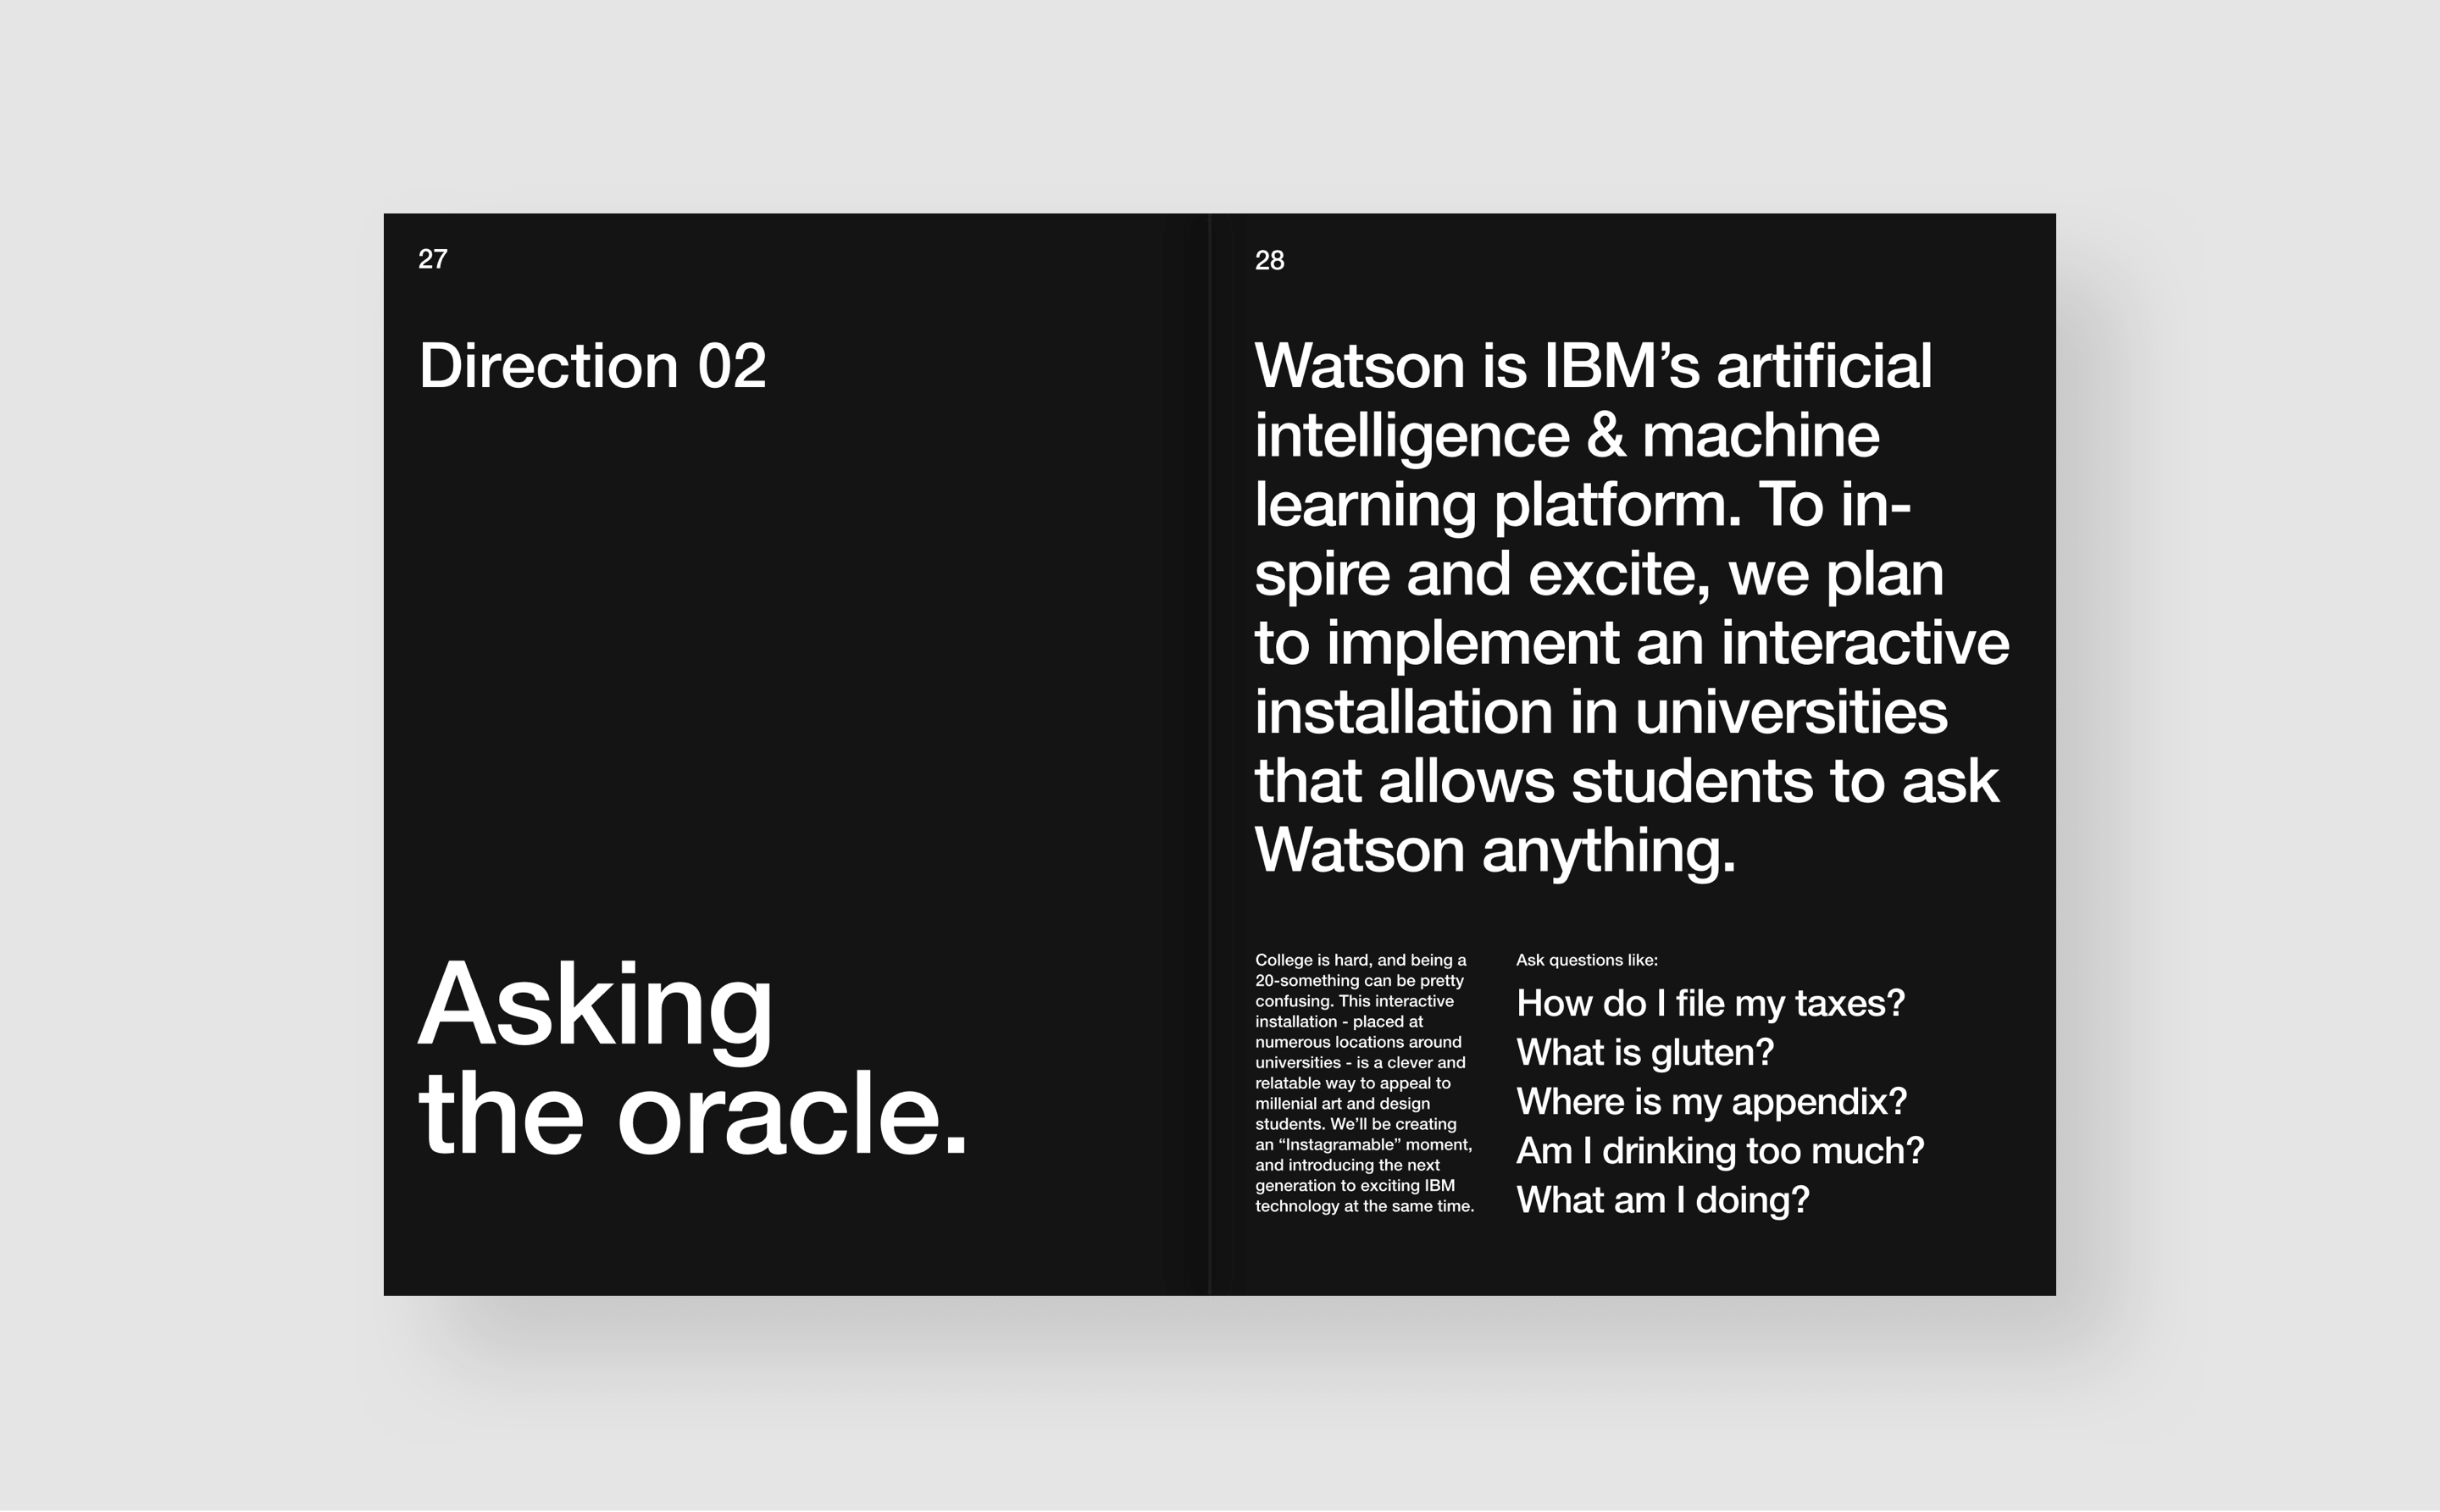 27
Direction 02
Asking
the oracle.
28
Watson is IBM’s artificial
intelligence & machine
learning platform. To in-
spire and excite, we plan
to implement an interactive
installation in universities
that allows students to ask
Watson anything.
College is hard, and being a
20-something can be pretty
confusing. This interactive
installation - placed at
numerous locations around
universities - is a clever and
relatable way to appeal to
millenial art and design
students. We’ll be creating
an “Instagramable” moment,
and introducing the next
generation to exciting IBM
technology at the same time.
Ask questions like:
How do I file my taxes?
What is gluten?
Where is my appendix?
Am I drinking too much?
What am I doing?